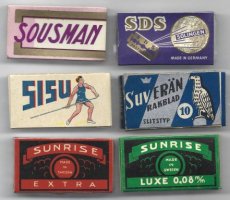 SOUSMAN
SDS
SOLINGEN
MADE IN GERMANY
SISU
SUVERÄN
RAKBLAD
SLITSTYP
10
SUNRISE
MADE IN
SWEDEN
EXTRA
SUNRISE
MADE IN
SWEDEN
LUXE 0.08 m/m